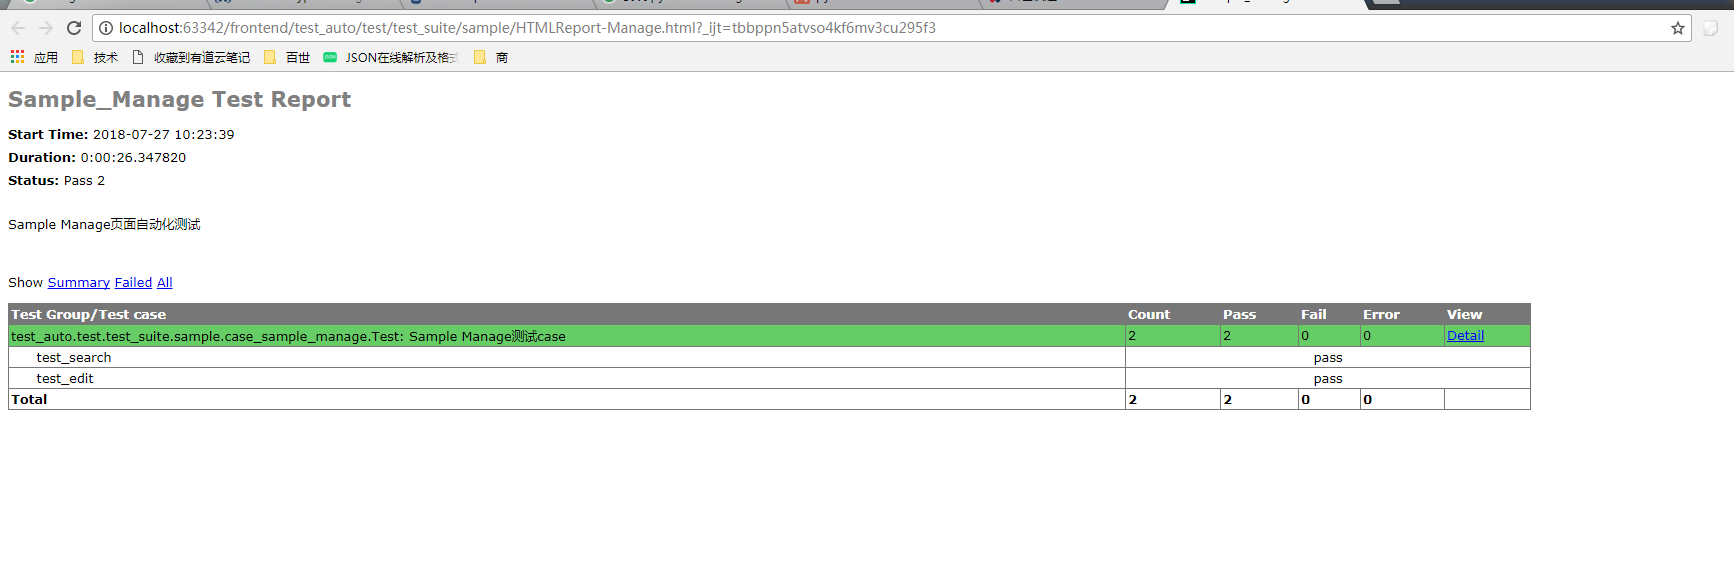 localhost:63342/frontend/test_auto/test/test_suite/sample/HTMLReport-Manage.html?_ijt=tbbppn5atvso4kf6mv3cu295f3
应用 技术 收藏到有道云笔记 百世 JSON在线解析及格式 商
Sample_Manage Test Report
Start Time: 2018-07-27 10:23:39
Duration: 0:00:26.347820
Status: Pass 2
Sample Manage页面自动化测试
Show Summary Failed All
Test Group/Test case Count Pass Fail Error View
test_auto.test.test_suite.sample.case_sample_manage.Test: Sample Manage测试case 2 2 0 0 Detail
test_search pass
test_edit pass
Total 2 2 0 0